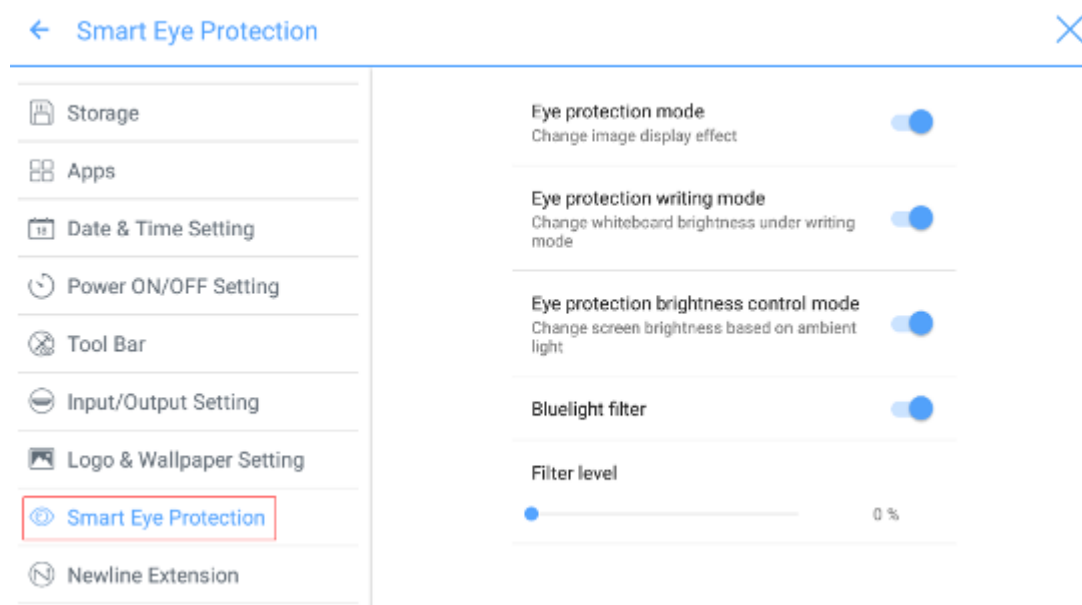 Smart Eye Protection
Storage
Apps
18
Date & Time Setting
Power ON/OFF Setting
Tool Bar
Input/Output Setting
Logo & Wallpaper Setting
Smart Eye Protection
Newline Extension
Eye protection mode
Change image display effect
Eye protection writing mode
Change whiteboard brightness under writing
mode
Eye protection brightness control mode
Change screen brightness based on ambient
light
Bluelight filter
Filter level
0 %